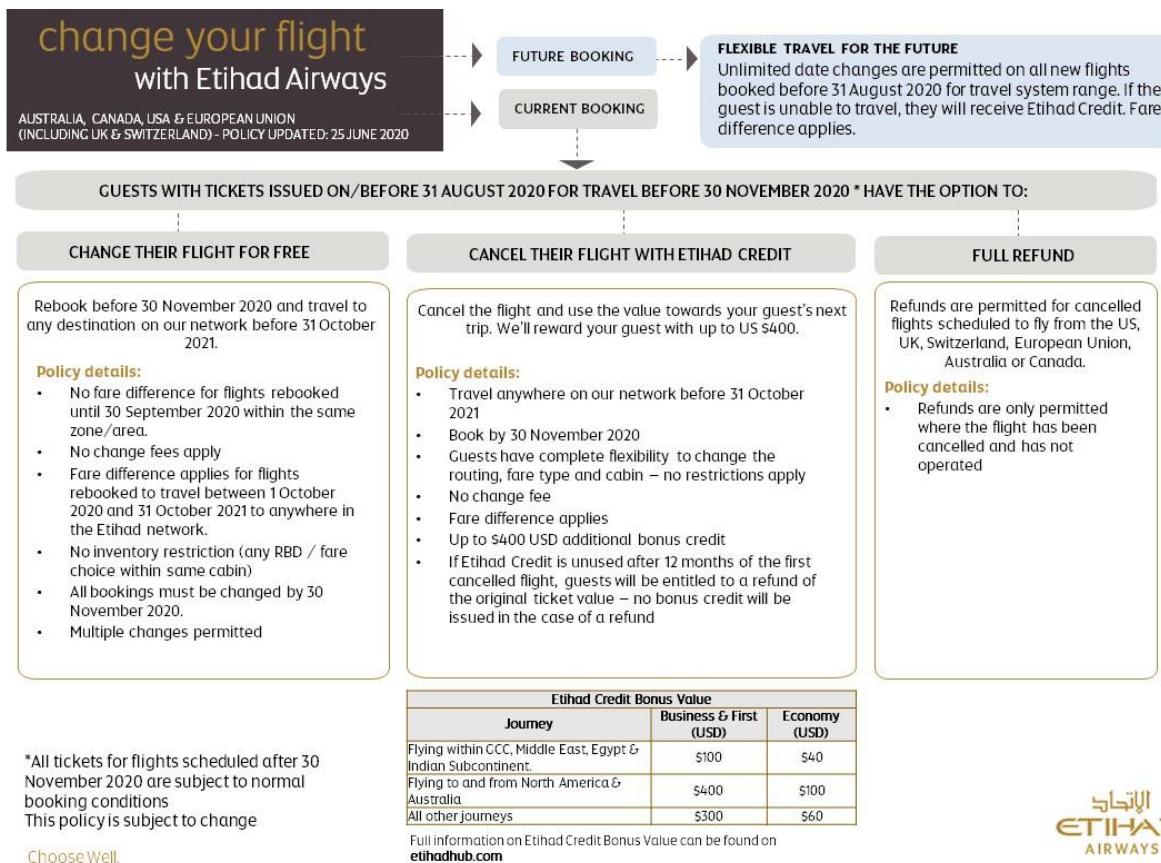 change your flight
with Etihad Airways
AUSTRALIA, CANADA, USA & EUROPEAN UNION
(INCLUDING UK & SWITZERLAND) - POLICY UPDATED: 25 JUNE 2020
FUTURE BOOKING
CURRENT BOOKING
FLEXIBLE TRAVEL FOR THE FUTURE
Unlimited date changes are permitted on all new flights
booked before 31 August 2020 for travel system range. If the
guest is unable to travel, they will receive Etihad Credit. Fare
difference applies.
GUESTS WITH TICKETS ISSUED ON/BEFORE 31 AUGUST 2020 FOR TRAVEL BEFORE 30 NOVEMBER 2020 * HAVE THE OPTION TO:
CHANGE THEIR FLIGHT FOR FREE
Rebook before 30 November 2020 and travel to
any destination on our network before 31 October
2021.
Policy details:
• No fare difference for flights rebooked
until 30 September 2020 within the same
zone/area.
• No change fees apply
• Fare difference applies for flights
rebooked to travel between 1 October
2020 and 31 October 2021 to anywhere in
the Etihad network.
• No inventory restriction (any RBD / fare
choice within same cabin)
• All bookings must be changed by 30
November 2020.
• Multiple changes permitted
CANCEL THEIR FLIGHT WITH ETIHAD CREDIT
Cancel the flight and use the value towards your guest's next
trip. We'll reward your guest with up to US $400.
Policy details:
• Travel anywhere on our network before 31 October
2021
• Book by 30 November 2020
• Guests have complete flexibility to change the
routing, fare type and cabin – no restrictions apply
• No change fee
• Fare difference applies
• Up to $400 USD additional bonus credit
• If Etihad Credit is unused after 12 months of the first
cancelled flight, guests will be entitled to a refund of
the original ticket value – no bonus credit will be
issued in the case of a refund
FULL REFUND
Refunds are permitted for cancelled
flights scheduled to fly from the US,
UK, Switzerland, European Union,
Australia or Canada.
Policy details:
• Refunds are only permitted
where the flight has been
cancelled and has not
operated
Etihad Credit Bonus Value
Journey Business & First (USD) Economy (USD)
Flying within GCC, Middle East, Egypt &
Indian Subcontinent. $100 $40
Flying to and from North America &
Australia $400 $100
All other journeys $300 $60
Full information on Etihad Credit Bonus Value can be found on
etihadhub.com
*All tickets for flights scheduled after 30
November 2020 are subject to normal
booking conditions
This policy is subject to change
Choose Well.
الإتحاد
ETIHA
AIRWAYS